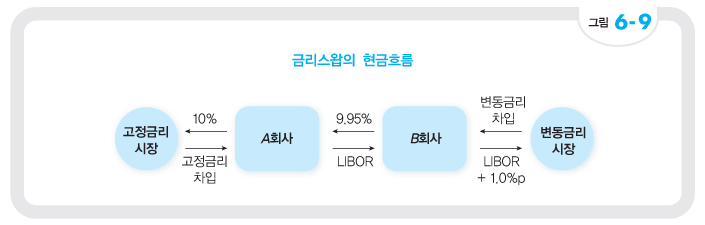 그림 6-9
금리스왑의 현금흐름
고정금리
시장
10%
고정금리
차입
A회사
9.95%
LIBOR
B회사
변동금리
차입
LIBOR
+ 1.0%p
변동금리
시장